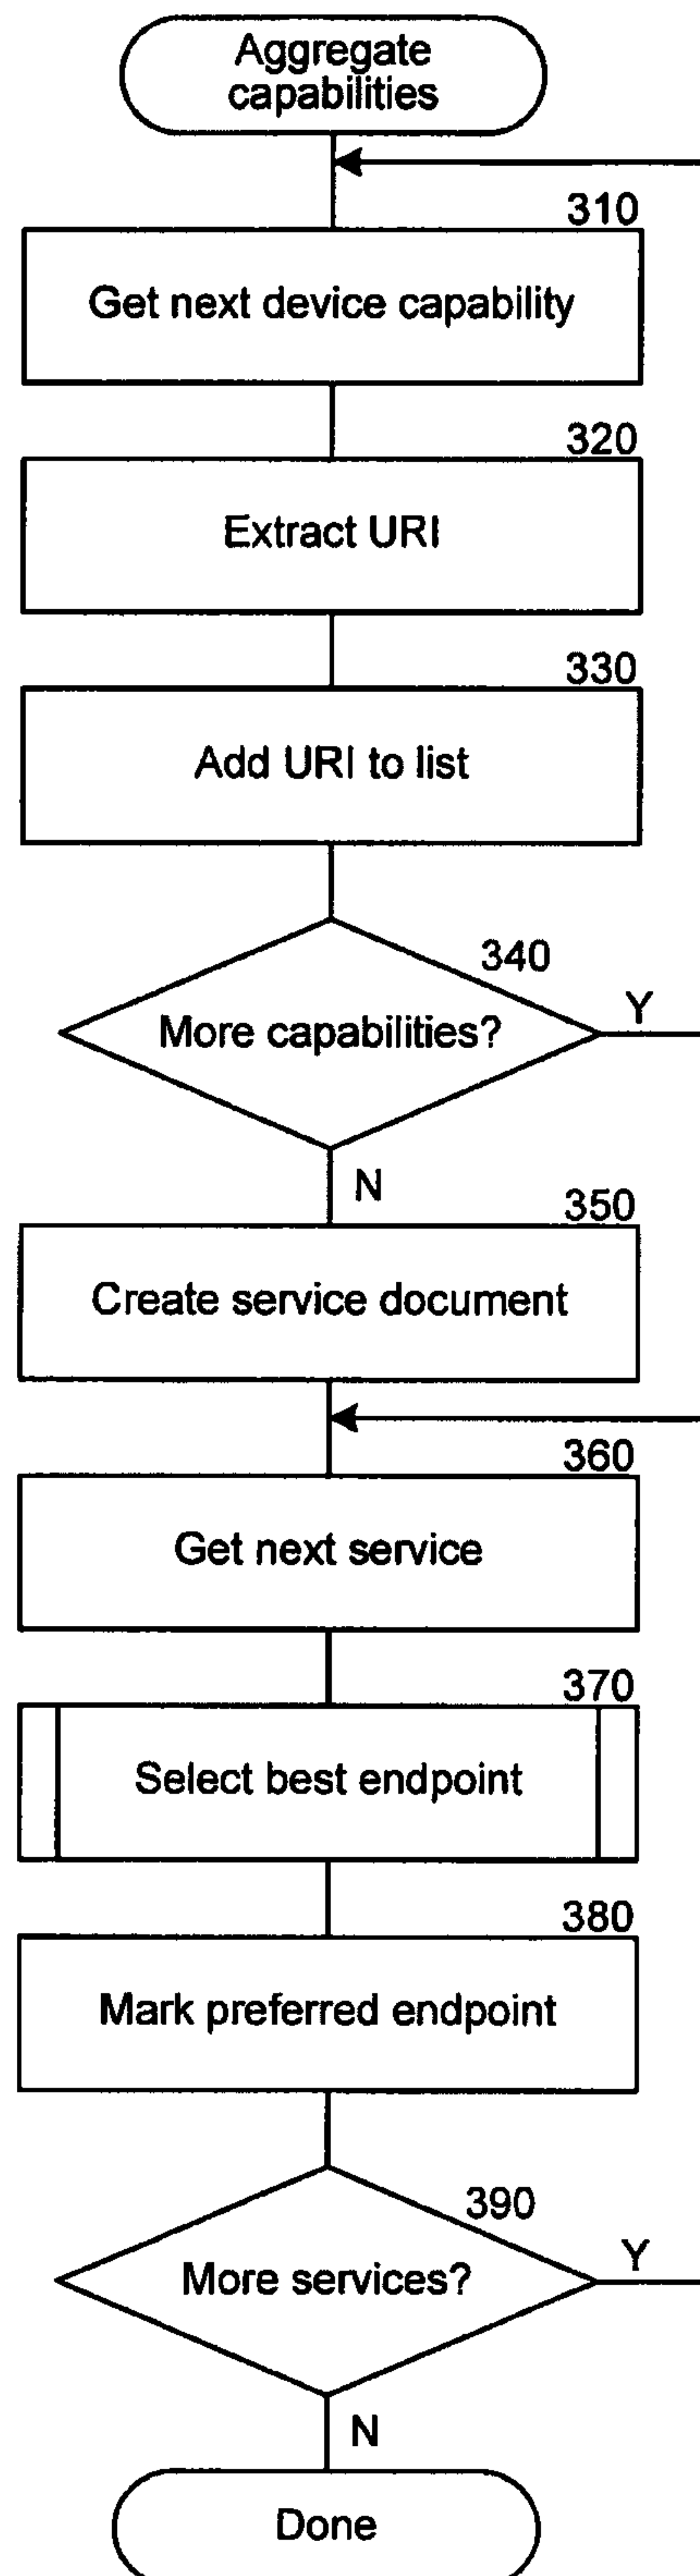 Aggregate
capabilities
310
Get next device capability
320
Extract URI
330
Add URI to list
340
More capabilities?
Y
N
350
Create service document
360
Get next service
370
Select best endpoint
380
Mark preferred endpoint
390
More services?
Y
N
Done